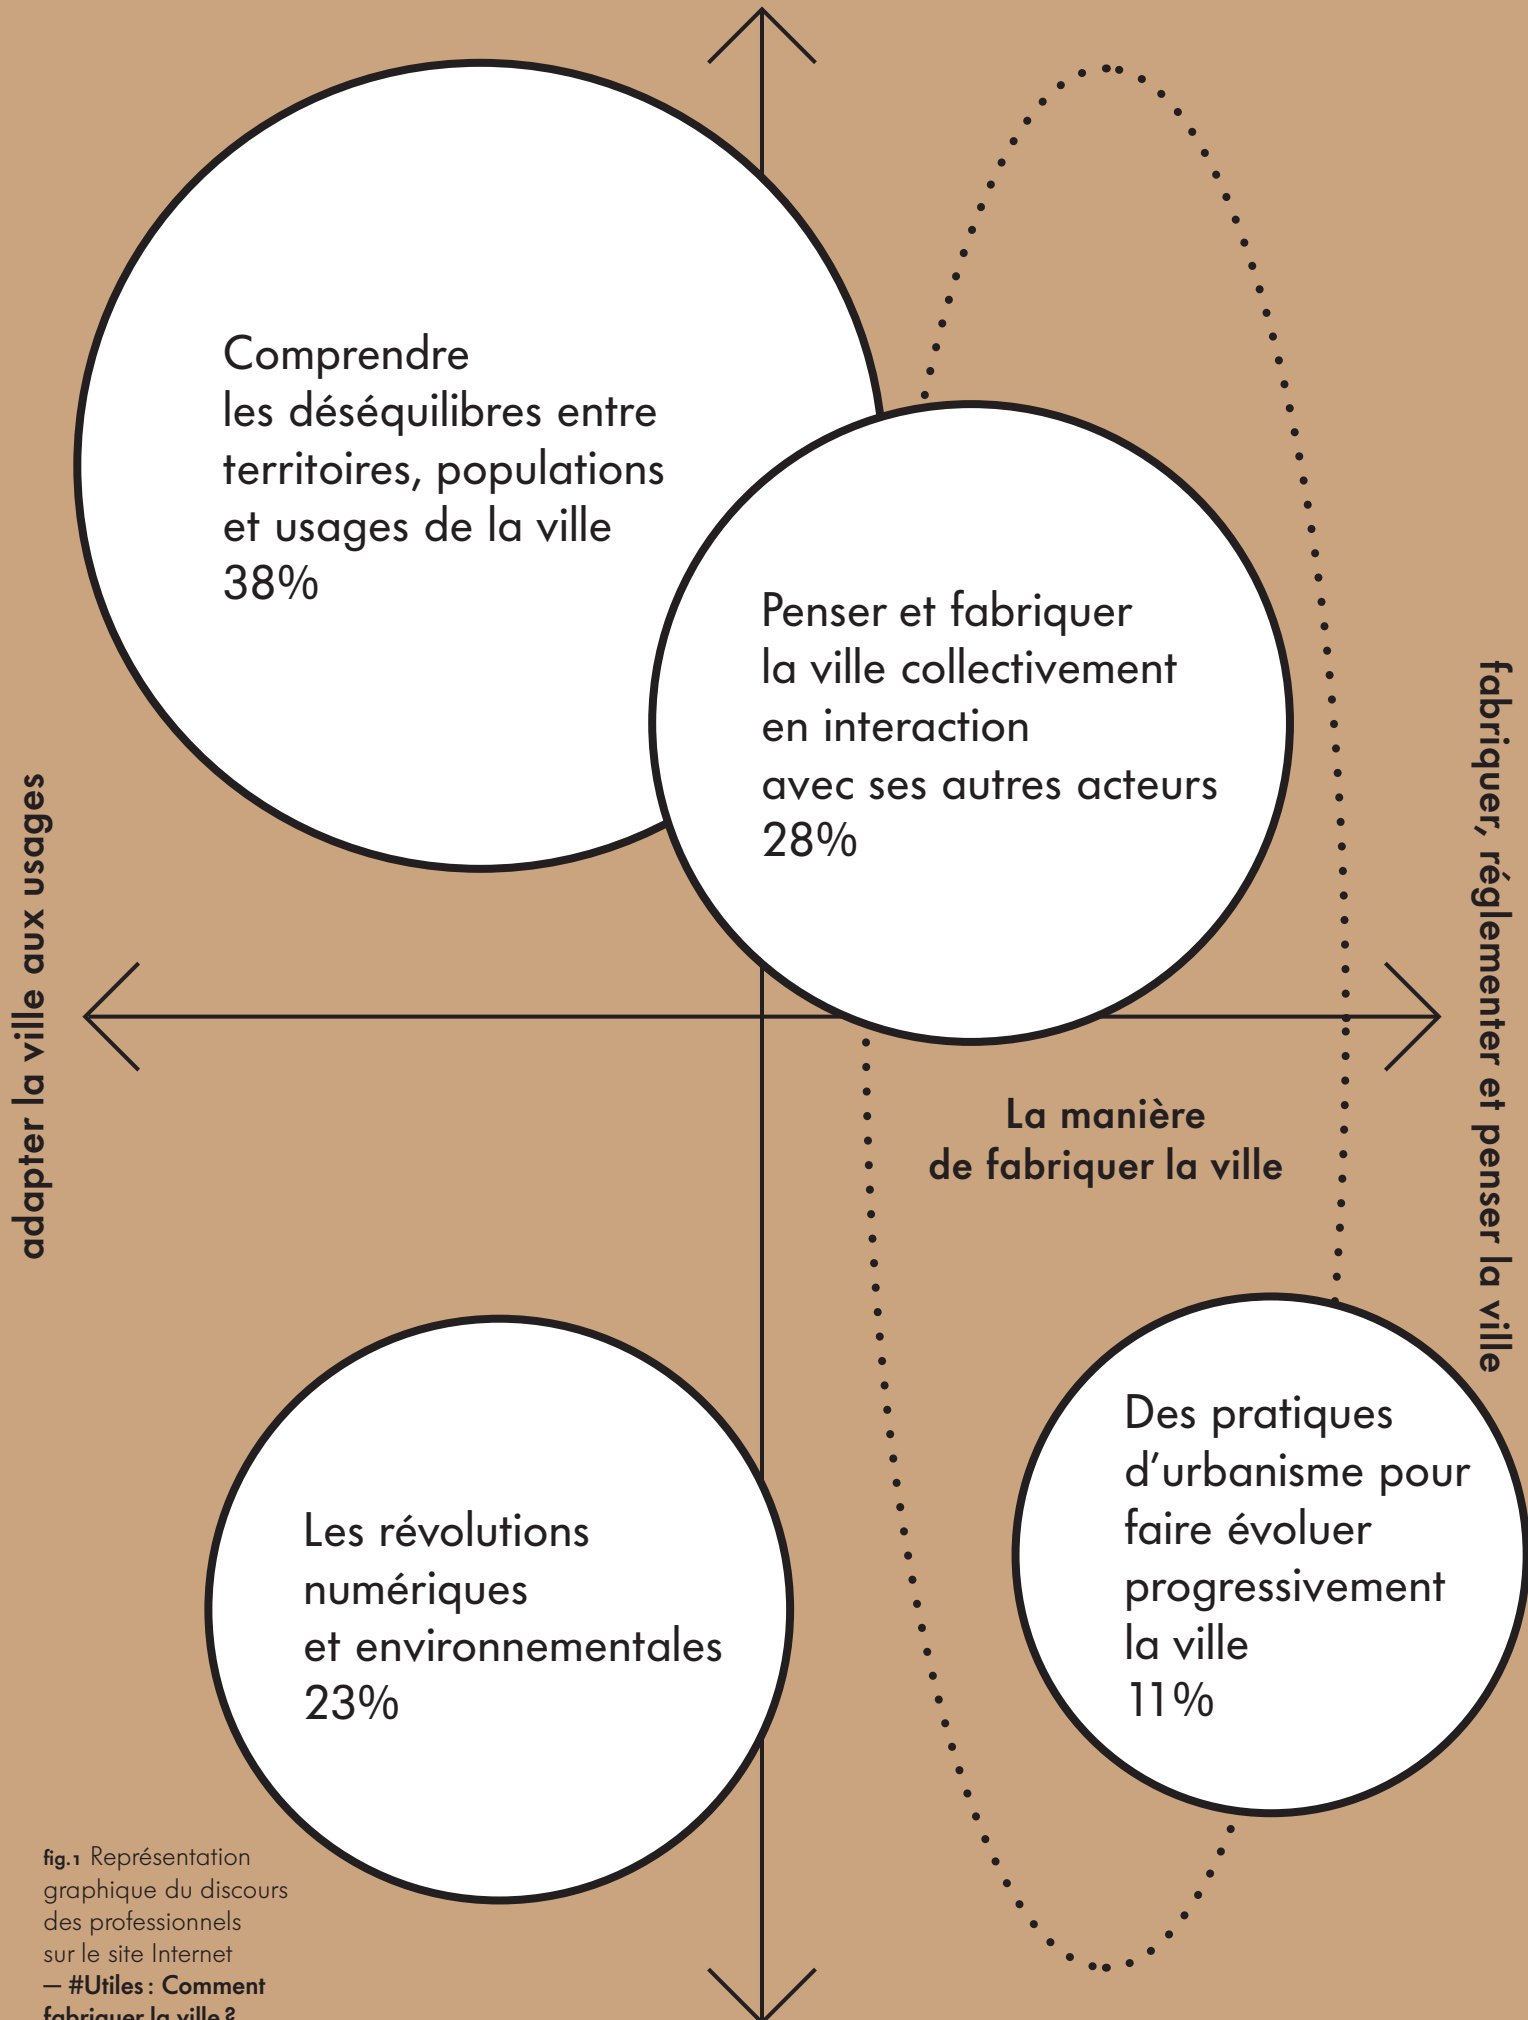 Comprendre
les déséquilibres entre
territoires, populations
et usages de la ville
38%
Penser et fabriquer
la ville collectivement
en interaction
avec ses autres acteurs
28%
adapter la ville aux usages
fabriquer, réglementer et penser la ville
La manière
de fabriquer la ville
Les révolutions
numériques
et environnementales
23%
Des pratiques
d’urbanisme pour
faire évoluer
progressivement
la ville
11%
fig.1 Représentation
graphique du discours
des professionnels
sur le site Internet
— #Utiles : Comment
fabriquer la ville ?